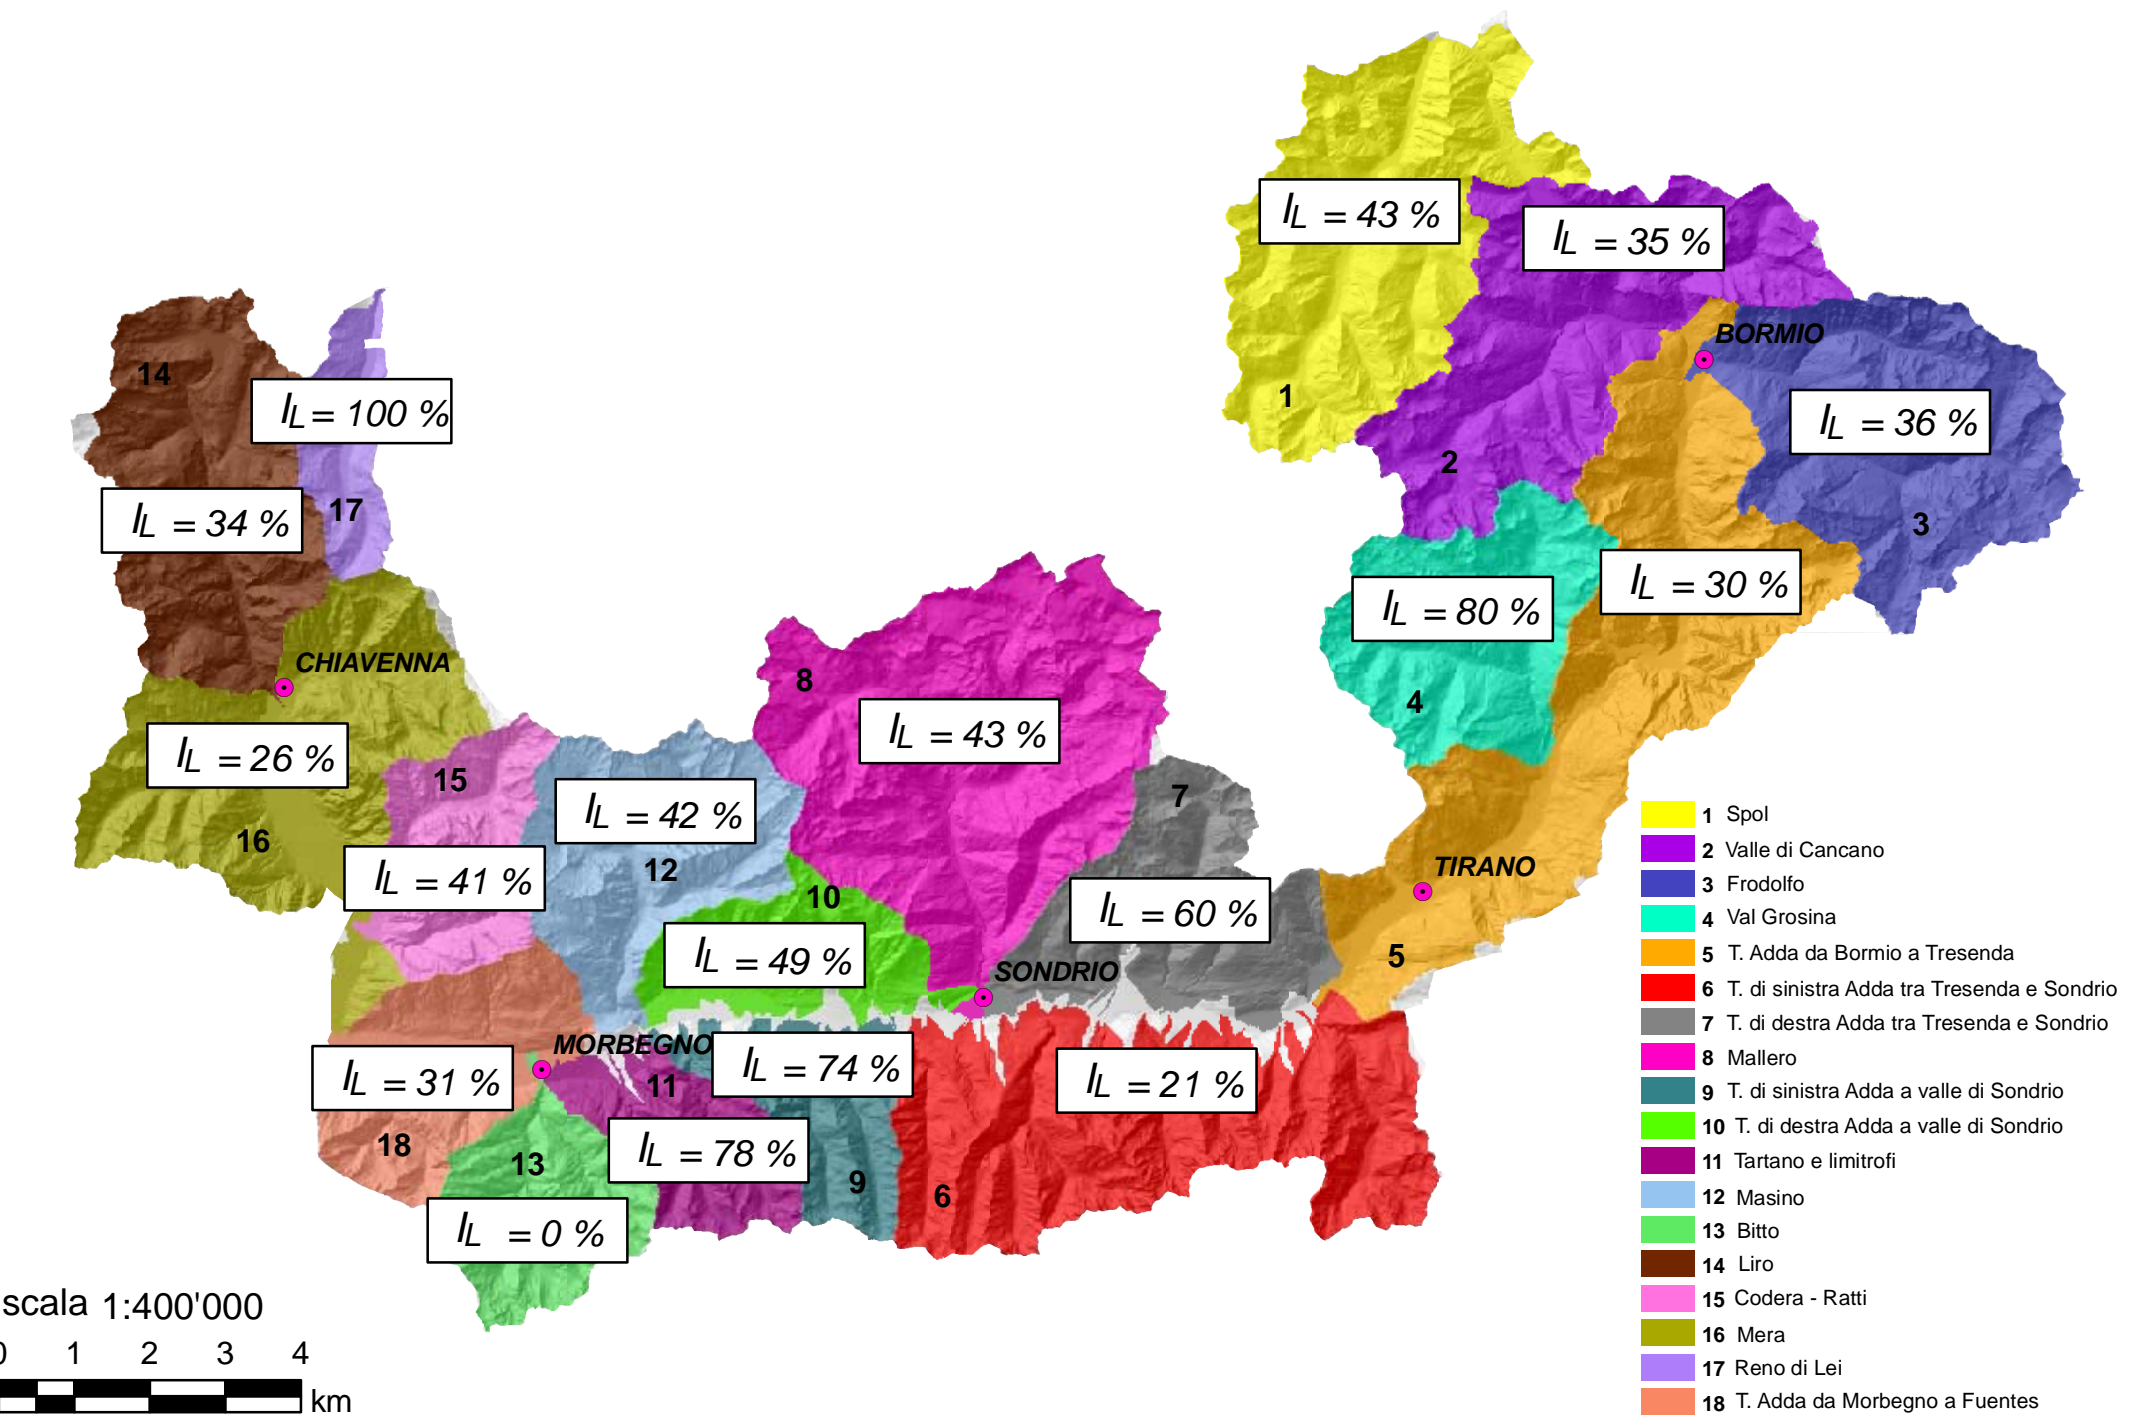 I_L = 43 %
I_L = 35 %
BORMIO
14
1
I_L = 100 %
I_L = 36 %
2
17
I_L = 34 %
3
I_L = 80 %
I_L = 30 %
CHIAVENNA
8
4
I_L = 43 %
I_L = 26 %
15
7
I_L = 42 %
16
12
TIRANO
I_L = 41 %
10
I_L = 60 %
I_L = 49 %
5
SONDRIO
MORBEGNO
I_L = 31 %
11
I_L = 74 %
I_L = 21 %
18
13
I_L = 78 %
9
6
I_L = 0 %
1 Spol
2 Valle di Cancano
3 Frodolfo
4 Val Grosina
5 T. Adda da Bormio a Tresenda
6 T. di sinistra Adda tra Tresenda e Sondrio
7 T. di destra Adda tra Tresenda e Sondrio
8 Mallero
9 T. di sinistra Adda a valle di Sondrio
10 T. di destra Adda a valle di Sondrio
11 Tartano e limitrofi
12 Masino
13 Bitto
14 Liro
15 Codera - Ratti
16 Mera
17 Reno di Lei
18 T. Adda da Morbegno a Fuentes
scala 1:400'000
0 1 2 3 4
km